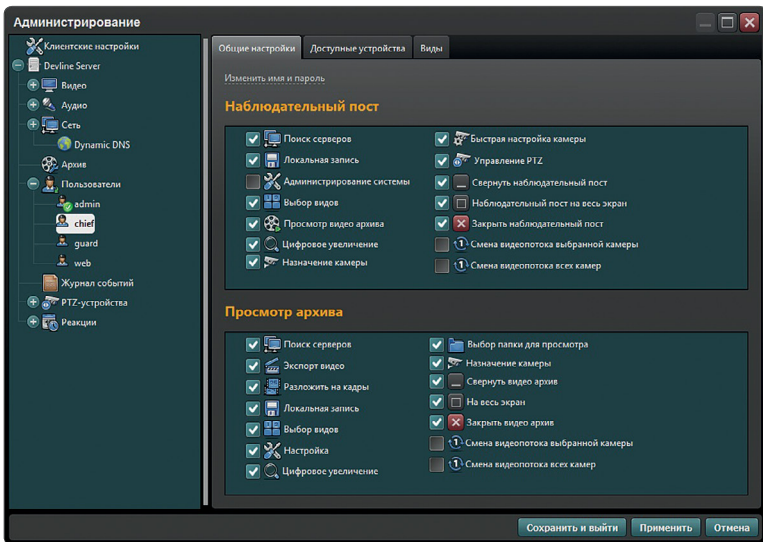 Администрирование
Клиентские настройки
Devline Server
Видео
Аудио
Сеть
Dynamic DNS
Архив
Пользователи
admin
chief
guard
web
Журнал событий
PTZ-устройства
Реакции
Общие настройки Доступные устройства Виды
Изменить имя и пароль
Наблюдательный пост
Поиск серверов
Локальная запись
Администрирование системы
Выбор видов
Просмотр видео архива
Цифровое увеличение
Назначение камеры
Быстрая настройка камеры
Управление PTZ
Свернуть наблюдательный пост
Наблюдательный пост на весь экран
Закрыть наблюдательный пост
Смена видеопотока выбранной камеры
Смена видеопотока всех камер
Просмотр архива
Поиск серверов
Экспорт видео
Разложить на кадры
Локальная запись
Выбор видов
Настройка
Цифровое увеличение
Выбор папки для просмотра
Назначение камеры
Свернуть видео архив
На весь экран
Закрыть видео архив
Смена видеопотока выбранной камеры
Смена видеопотока всех камер
Сохранить и выйти Применить Отмена